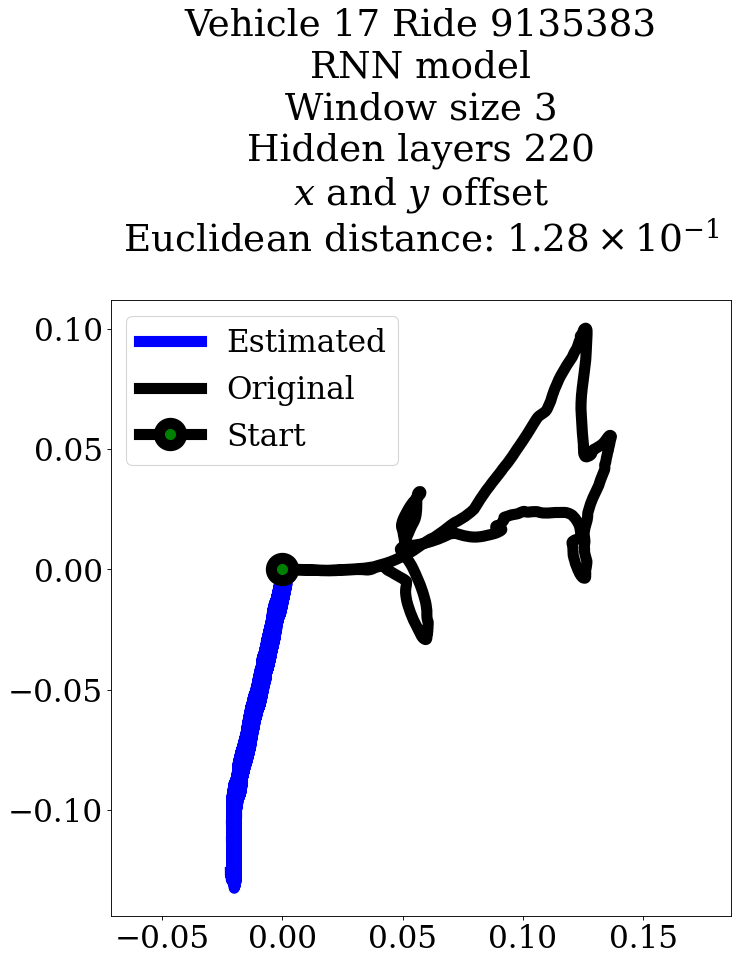 Vehicle 17 Ride 9135383
RNN model
Window size 3
Hidden layers 220
x and y offset
Euclidean distance: 1.28 × 10⁻¹
Estimated
Original
Start
0.10
0.05
0.00
−0.05
−0.10
−0.05 0.00 0.05 0.10 0.15